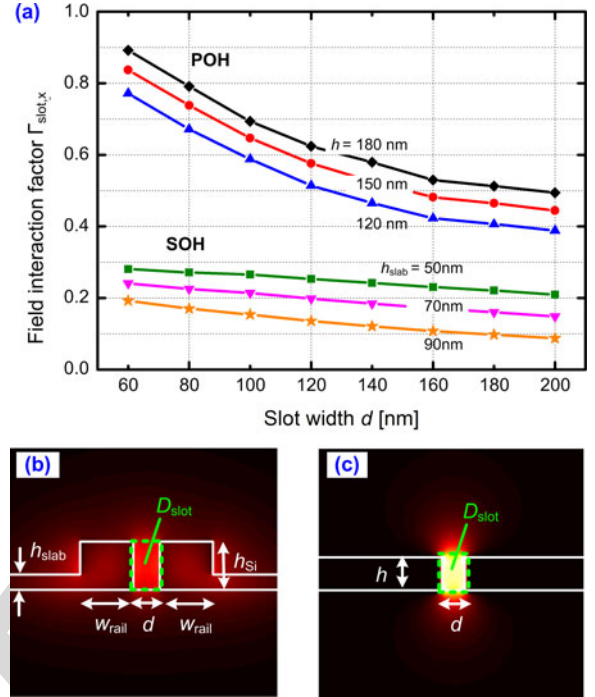 (a)
Field interaction factor Γslot,x
1.0
0.8
0.6
0.4
0.2
0.0
POH
h = 180 nm
150 nm
120 nm
SOH
hslab = 50nm
70nm
90nm
60 80 100 120 140 160 180 200
Slot width d [nm]
(b)
Dslot
hslab
hSi
wrail d wrail
(c)
Dslot
h
d